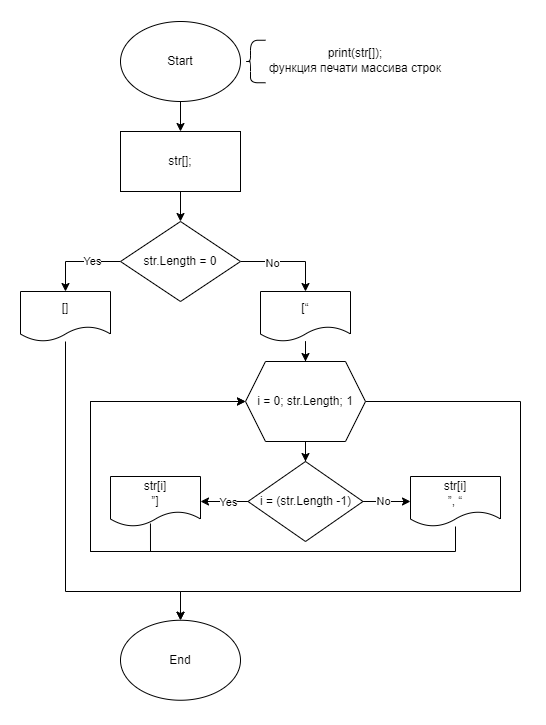 Start
print(str[]);
функция печати массива строк
str[];
str.Length = 0
Yes
No
[]
[“
i = 0; str.Length; 1
i = (str.Length -1)
Yes
No
str[i]
”]
str[i]
”, “
End